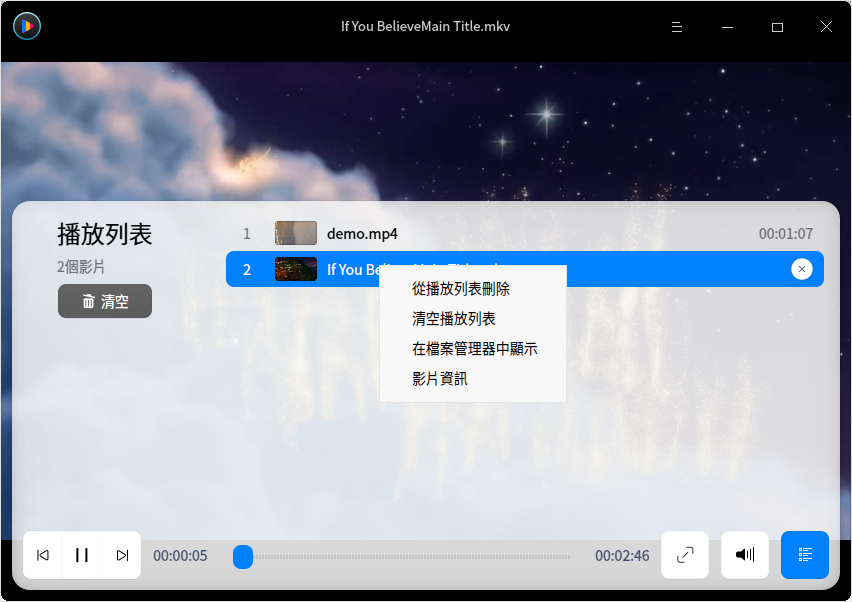 If You BelieveMain Title.mkv
播放列表
2個影片
清空
1 demo.mp4 00:01:07
2 If You Be
從播放列表刪除
清空播放列表
在檔案管理器中顯示
影片資訊
00:00:05 00:02:46